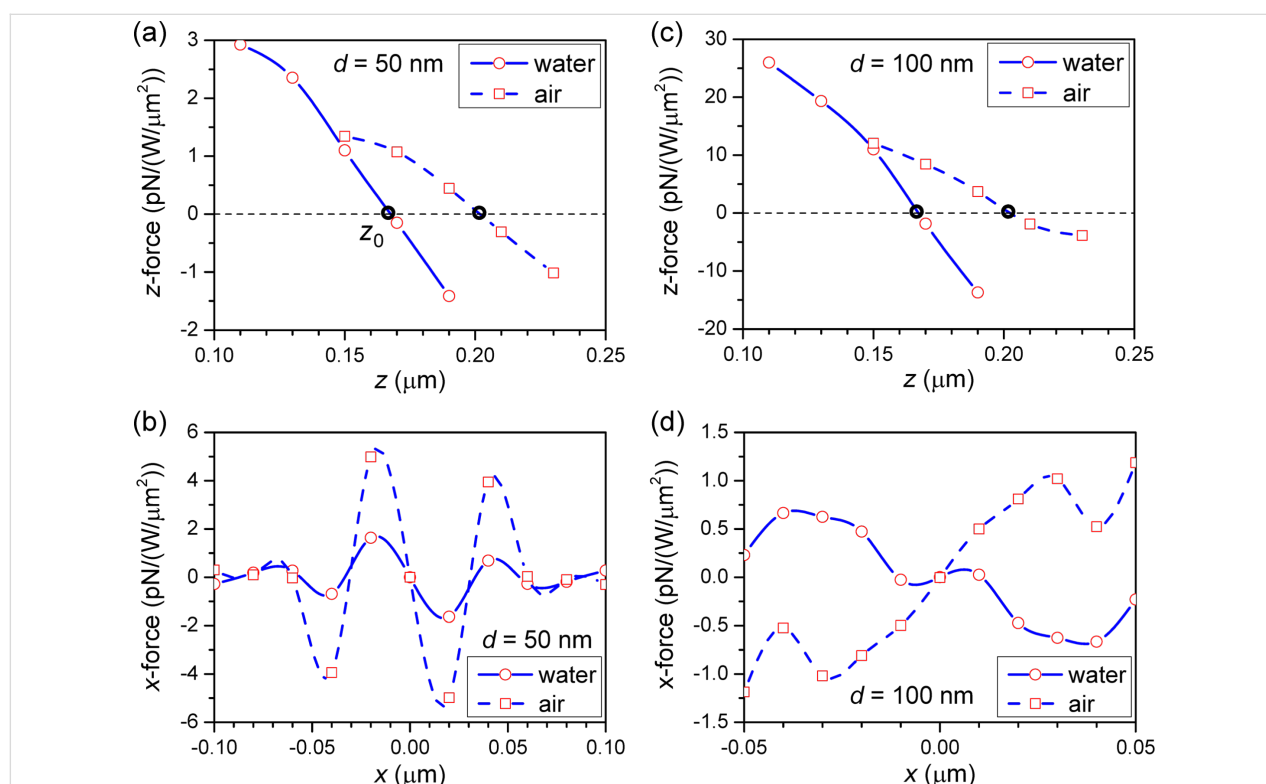 (a)
z-force (pN/(W/μm²))
3
2
1
0
-1
-2
d = 50 nm
water
air
z₀
0.10
0.15
0.20
0.25
z (μm)
(c)
z-force (pN/(W/μm²))
30
20
10
0
-10
-20
d = 100 nm
water
air
0.10
0.15
0.20
0.25
z (μm)
(b)
x-force (pN/(W/μm²))
6
4
2
0
-2
-4
-6
d = 50 nm
water
air
-0.10
-0.05
0.00
0.05
0.10
x (μm)
(d)
x-force (pN/(W/μm²))
1.5
1.0
0.5
0.0
-0.5
-1.0
-1.5
d = 100 nm
water
air
-0.05
0.00
0.05
x (μm)